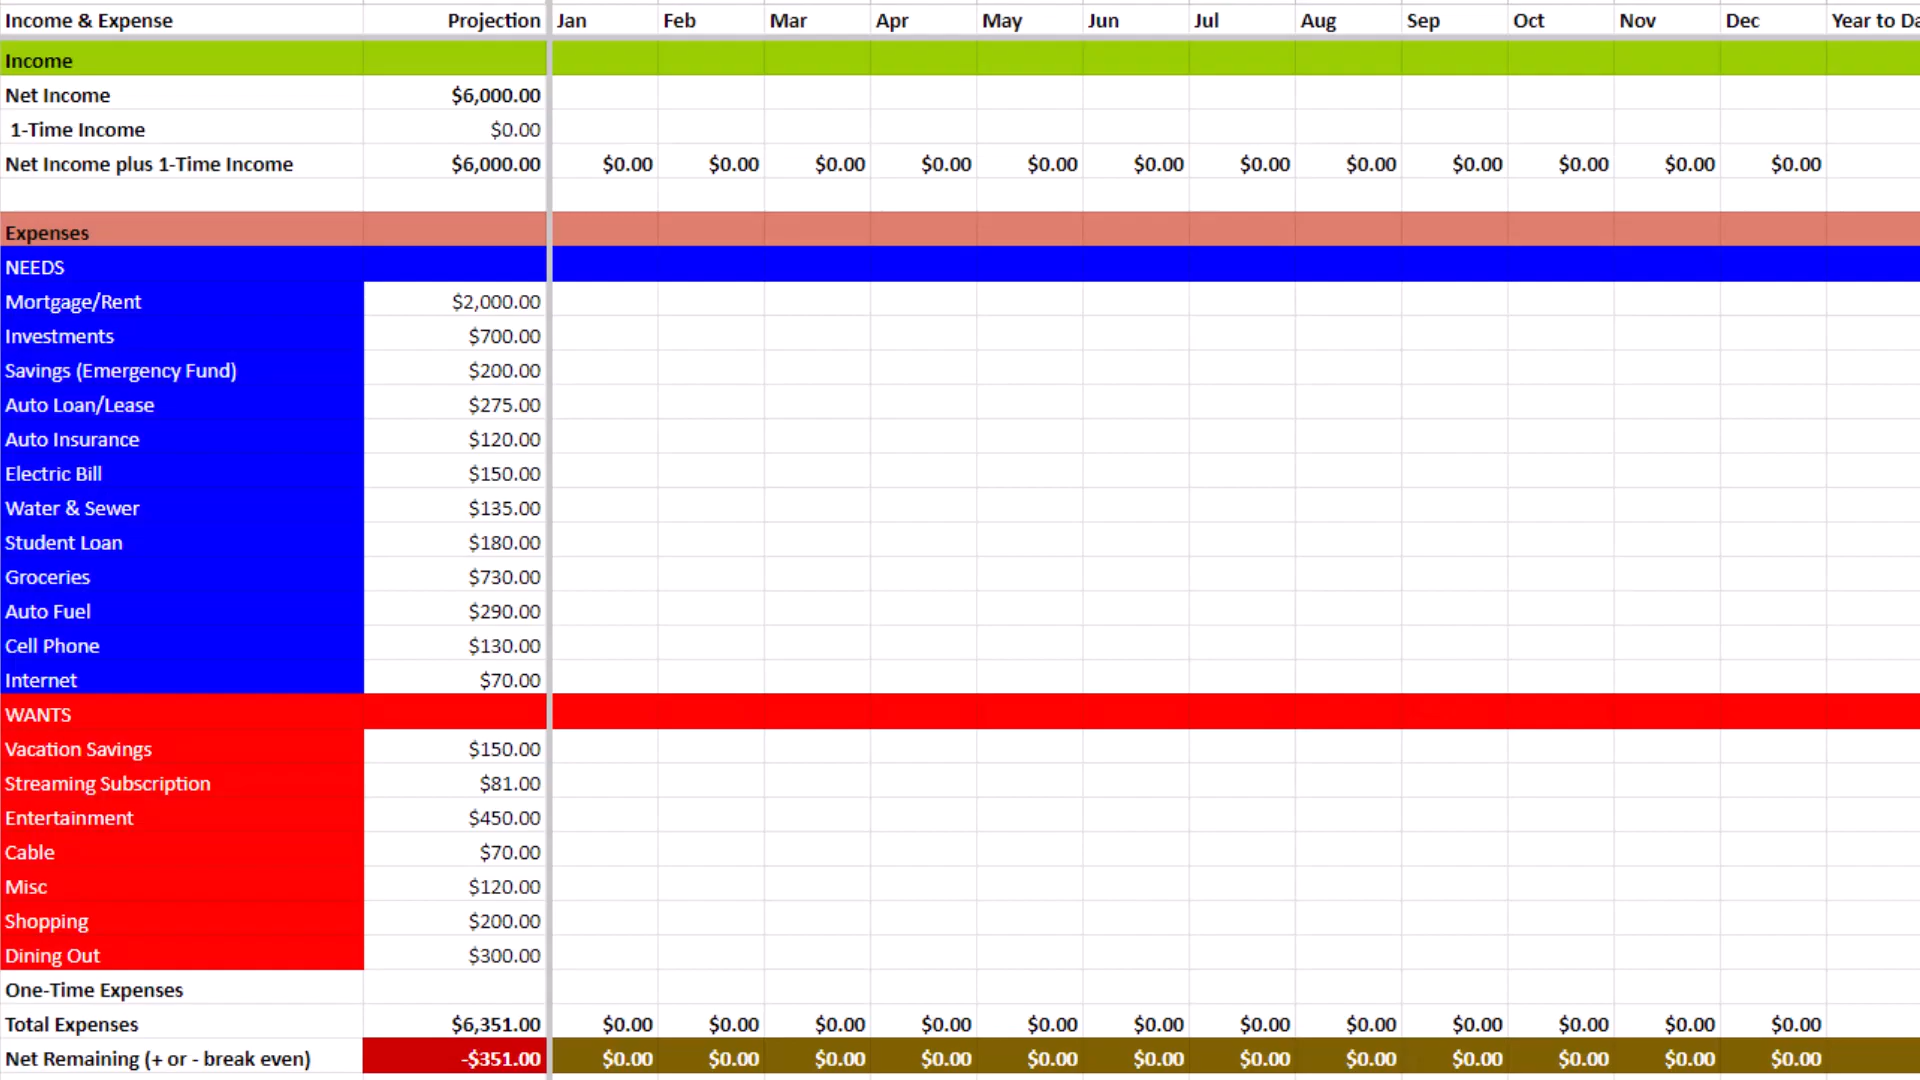 Income & Expense Projection Jan Feb Mar Apr May Jun Jul Aug Sep Oct Nov Dec Year to Da
Income
Net Income $6,000.00
1-Time Income $0.00
Net Income plus 1-Time Income $6,000.00 $0.00 $0.00 $0.00 $0.00 $0.00 $0.00 $0.00 $0.00 $0.00 $0.00 $0.00 $0.00
Expenses
NEEDS
Mortgage/Rent $2,000.00
Investments $700.00
Savings (Emergency Fund) $200.00
Auto Loan/Lease $275.00
Auto Insurance $120.00
Electric Bill $150.00
Water & Sewer $135.00
Student Loan $180.00
Groceries $730.00
Auto Fuel $290.00
Cell Phone $130.00
Internet $70.00
WANTS
Vacation Savings $150.00
Streaming Subscription $81.00
Entertainment $450.00
Cable $70.00
Misc $120.00
Shopping $200.00
Dining Out $300.00
One-Time Expenses
Total Expenses $6,351.00 $0.00 $0.00 $0.00 $0.00 $0.00 $0.00 $0.00 $0.00 $0.00 $0.00 $0.00 $0.00
Net Remaining (+ or - break even) -$351.00 $0.00 $0.00 $0.00 $0.00 $0.00 $0.00 $0.00 $0.00 $0.00 $0.00 $0.00 $0.00